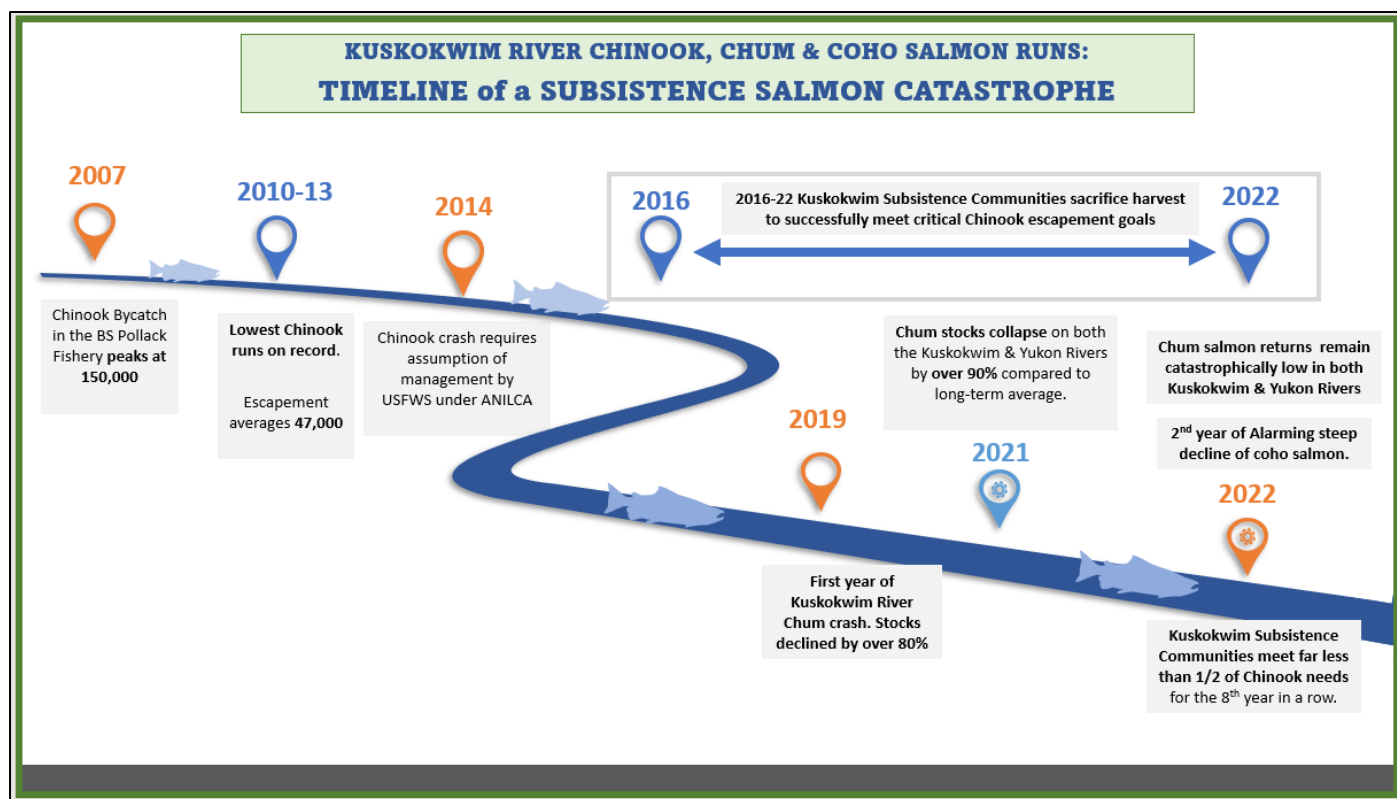 KUSKOKWIM RIVER CHINOOK, CHUM & COHO SALMON RUNS:
TIMELINE of a SUBSISTENCE SALMON CATASTROPHE
2007
Chinook Bycatch
in the BS Pollack
Fishery peaks at
150,000
2010-13
Lowest Chinook
runs on record.
Escapement
averages 47,000
2014
Chinook crash requires
assumption of
management by
USFWS under ANILCA
2016
2016-22 Kuskokwim Subsistence Communities sacrifice harvest
to successfully meet critical Chinook escapement goals
2022
2019
First year of
Kuskokwim River
Chum crash. Stocks
declined by over 80%
Chum stocks collapse on both
the Kuskokwim & Yukon Rivers
by over 90% compared to
long-term average.
2021
Chum salmon returns remain
catastrophically low in both
Kuskokwim & Yukon Rivers
2nd year of Alarming steep
decline of coho salmon.
2022
Kuskokwim Subsistence
Communities meet far less
than 1/2 of Chinook needs
for the 8th year in a row.